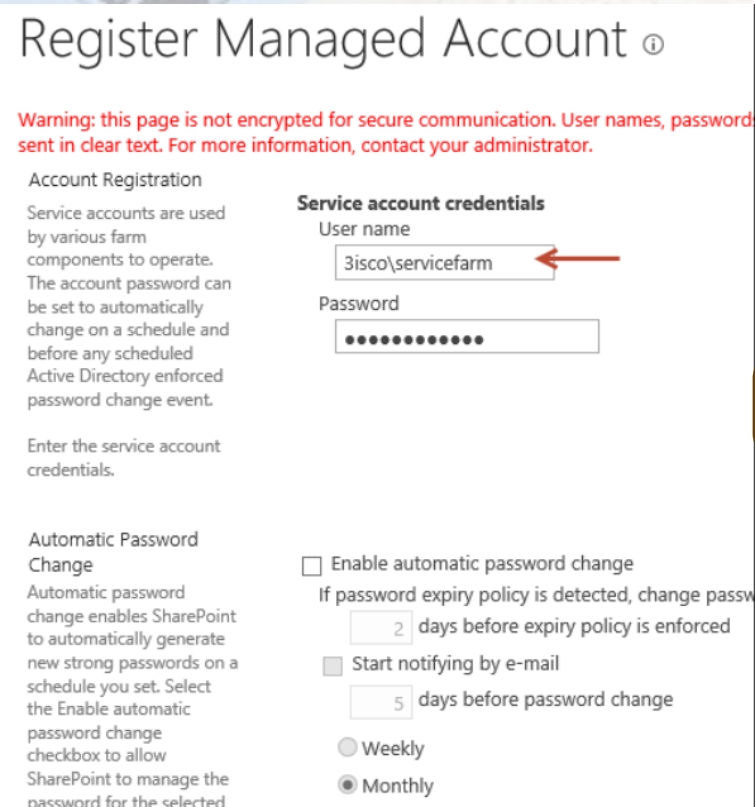 Register Managed Account
Warning: this page is not encrypted for secure communication. User names, passwords
sent in clear text. For more information, contact your administrator.
Account Registration
Service accounts are used
by various farm
components to operate.
The account password can
be set to automatically
change on a schedule and
before any scheduled
Active Directory enforced
password change event.
Enter the service account
credentials.
Service account credentials
User name
3isco\servicefarm
Password
Automatic Password
Change
Automatic password
change enables SharePoint
to automatically generate
new strong passwords on a
schedule you set. Select
the Enable automatic
password change
checkbox to allow
SharePoint to manage the
password for the selected
Enable automatic password change
If password expiry policy is detected, change passw
2 days before expiry policy is enforced
Start notifying by e-mail
5 days before password change
Weekly
Monthly